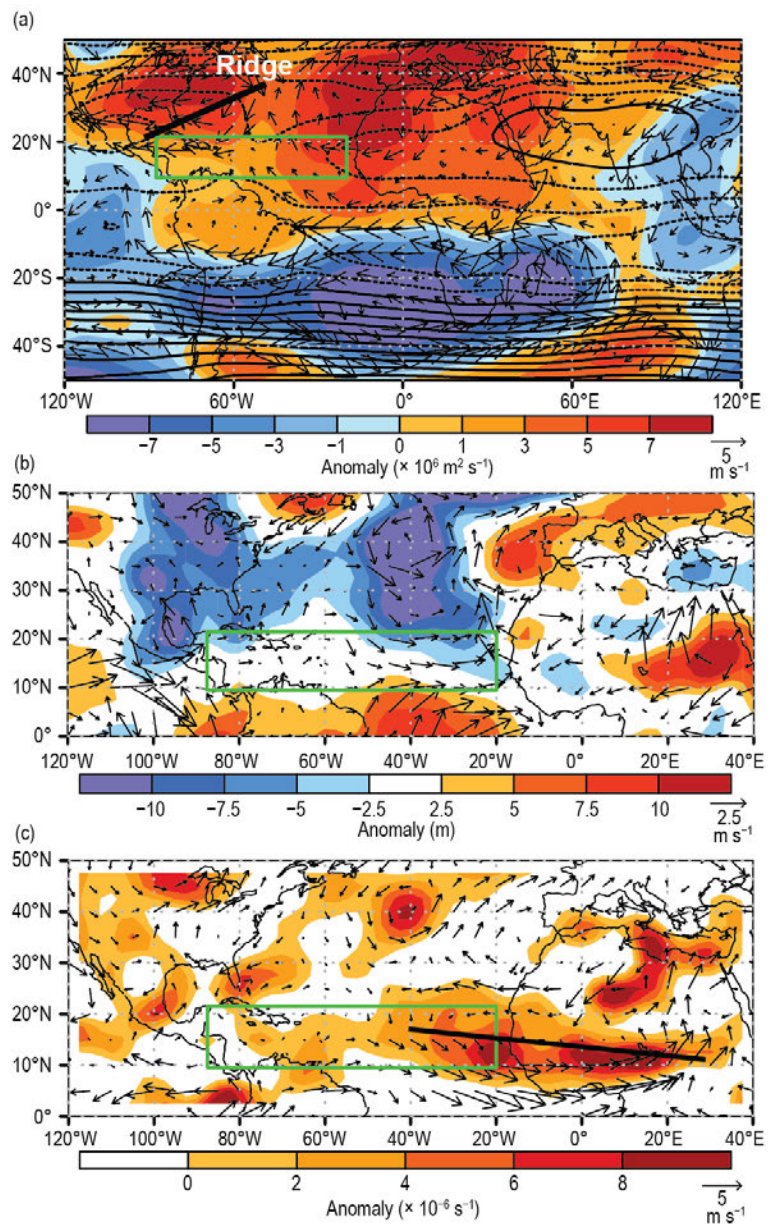 (a)
40°N
Ridge
20°N
0°
20°S
40°S
120°W 60°W 0° 60°E 120°E
−7 −5 −3 −1 0 1 3 5 7 5
Anomaly (× 10⁶ m² s⁻¹) m s⁻¹
(b)
50°N
40°N
30°N
20°N
10°N
0°
120°W 100°W 80°W 60°W 40°W 20°W 0° 20°E 40°E
−10 −7.5 −5 −2.5 2.5 5 7.5 10 2.5
Anomaly (m) m s⁻¹
(c)
50°N
40°N
30°N
20°N
10°N
0°
120°W 100°W 80°W 60°W 40°W 20°W 0° 20°E 40°E
0 2 4 6 8 5
Anomaly (× 10⁻⁶ s⁻¹) m s⁻¹